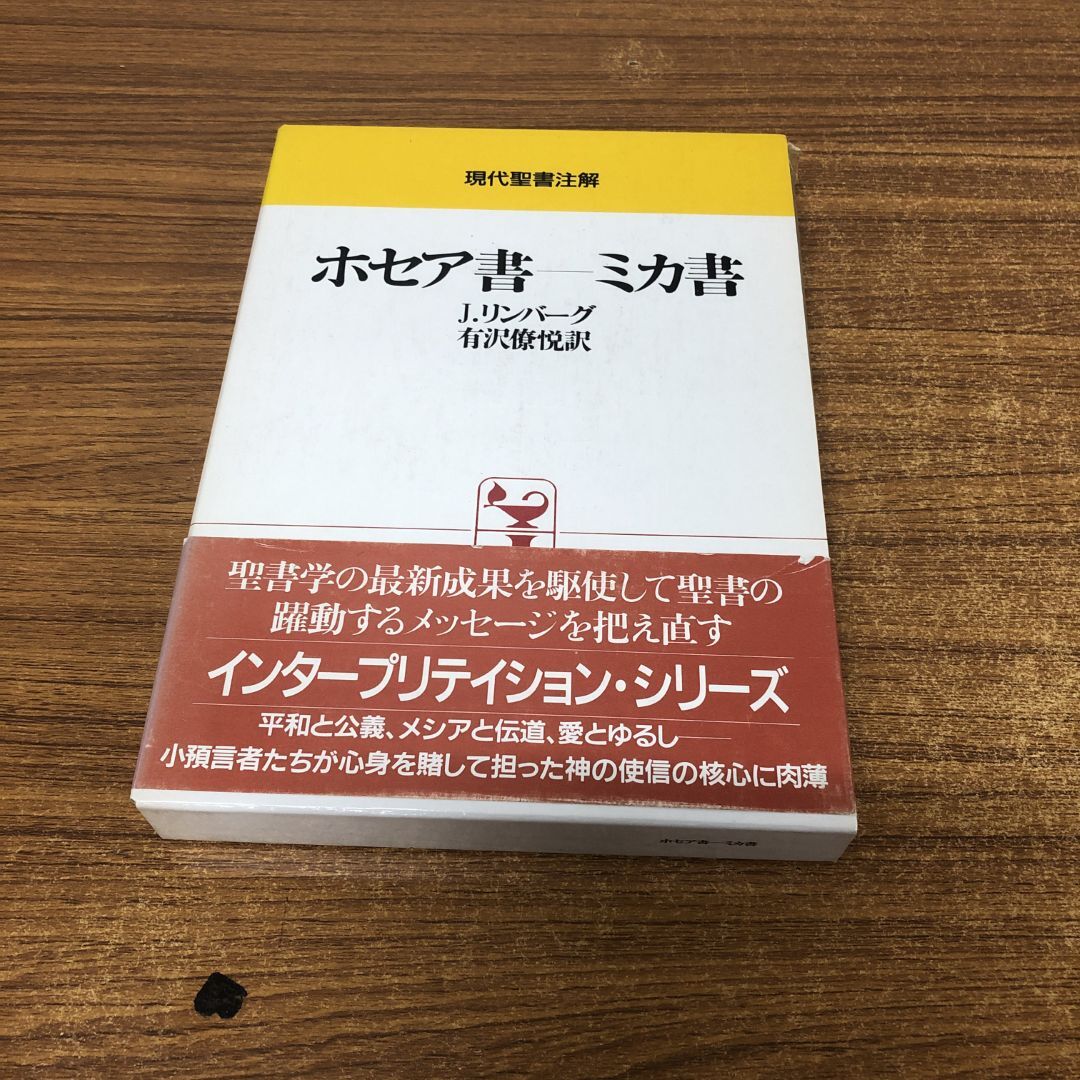 現代聖書注解
ホセア書―ミカ書
J.リンバーグ
有沢僚悦訳
聖書学の最新成果を駆使して聖書の
躍動するメッセージを把え直す
インタープリテイション・シリーズ
平和と公義、メシアと伝道、愛とゆるし―
小預言者たちが心身を賭して担った神の使信の核心に肉薄
ホセア書―ミカ書